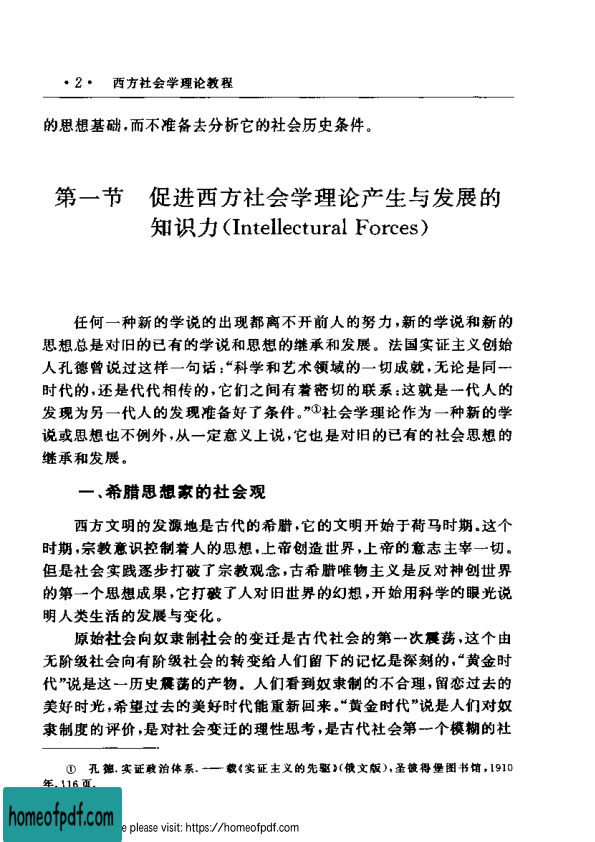 ·2· 西方社会学理论教程
的思想基础,而不准备去分析它的社会历史条件。
第一节 促进西方社会学理论产生与发展的
知识力(Intellectural Forces)
任何一种新的学说的出现都离不开前人的努力,新的学说和新的
思想总是对旧的已有的学说和思想的继承和发展。法国实证主义创始
人孔德曾说过这样一句话:“科学和艺术领域的一切成就,无论是同一
时代的,还是代代相传的,它们之间有着密切的联系;这就是一代人的
发现为另一代人的发现准备好了条件。”①社会学理论作为一种新的学
说或思想也不例外,从一定意义上说,它也是对旧的已有的社会思想的
继承和发展。
一、希腊思想家的社会观
西方文明的发源地是古代的希腊,它的文明开始于荷马时期。这个
时期,宗教意识控制着人的思想,上帝创造世界,上帝的意志主宰一切。
但是社会实践逐步打破了宗教观念,古希腊唯物主义是反对神创世界
的第一个思想成果,它打破了人对旧世界的幻想,开始用科学的眼光说
明人类生活的发展与变化。
原始社会向奴隶制社会的变迁是古代社会的第一次震荡,这个由
无阶级社会向有阶级社会的转变给人们留下的记忆是深刻的,“黄金时
代”说是这一历史震荡的产物。人们看到奴隶制的不合理,留恋过去的
美好时光,希望过去的美好时代能重新回来。“黄金时代”说是人们对奴
隶制度的评价,是对社会变迁的理性思考,是古代社会第一个模糊的社
① 孔德.实证政治体系.——载《实证主义的先驱》(俄文版),圣彼得堡图书馆,1910
年,116页.
homeofpdf.com
e please visit: https://homeofpdf.com